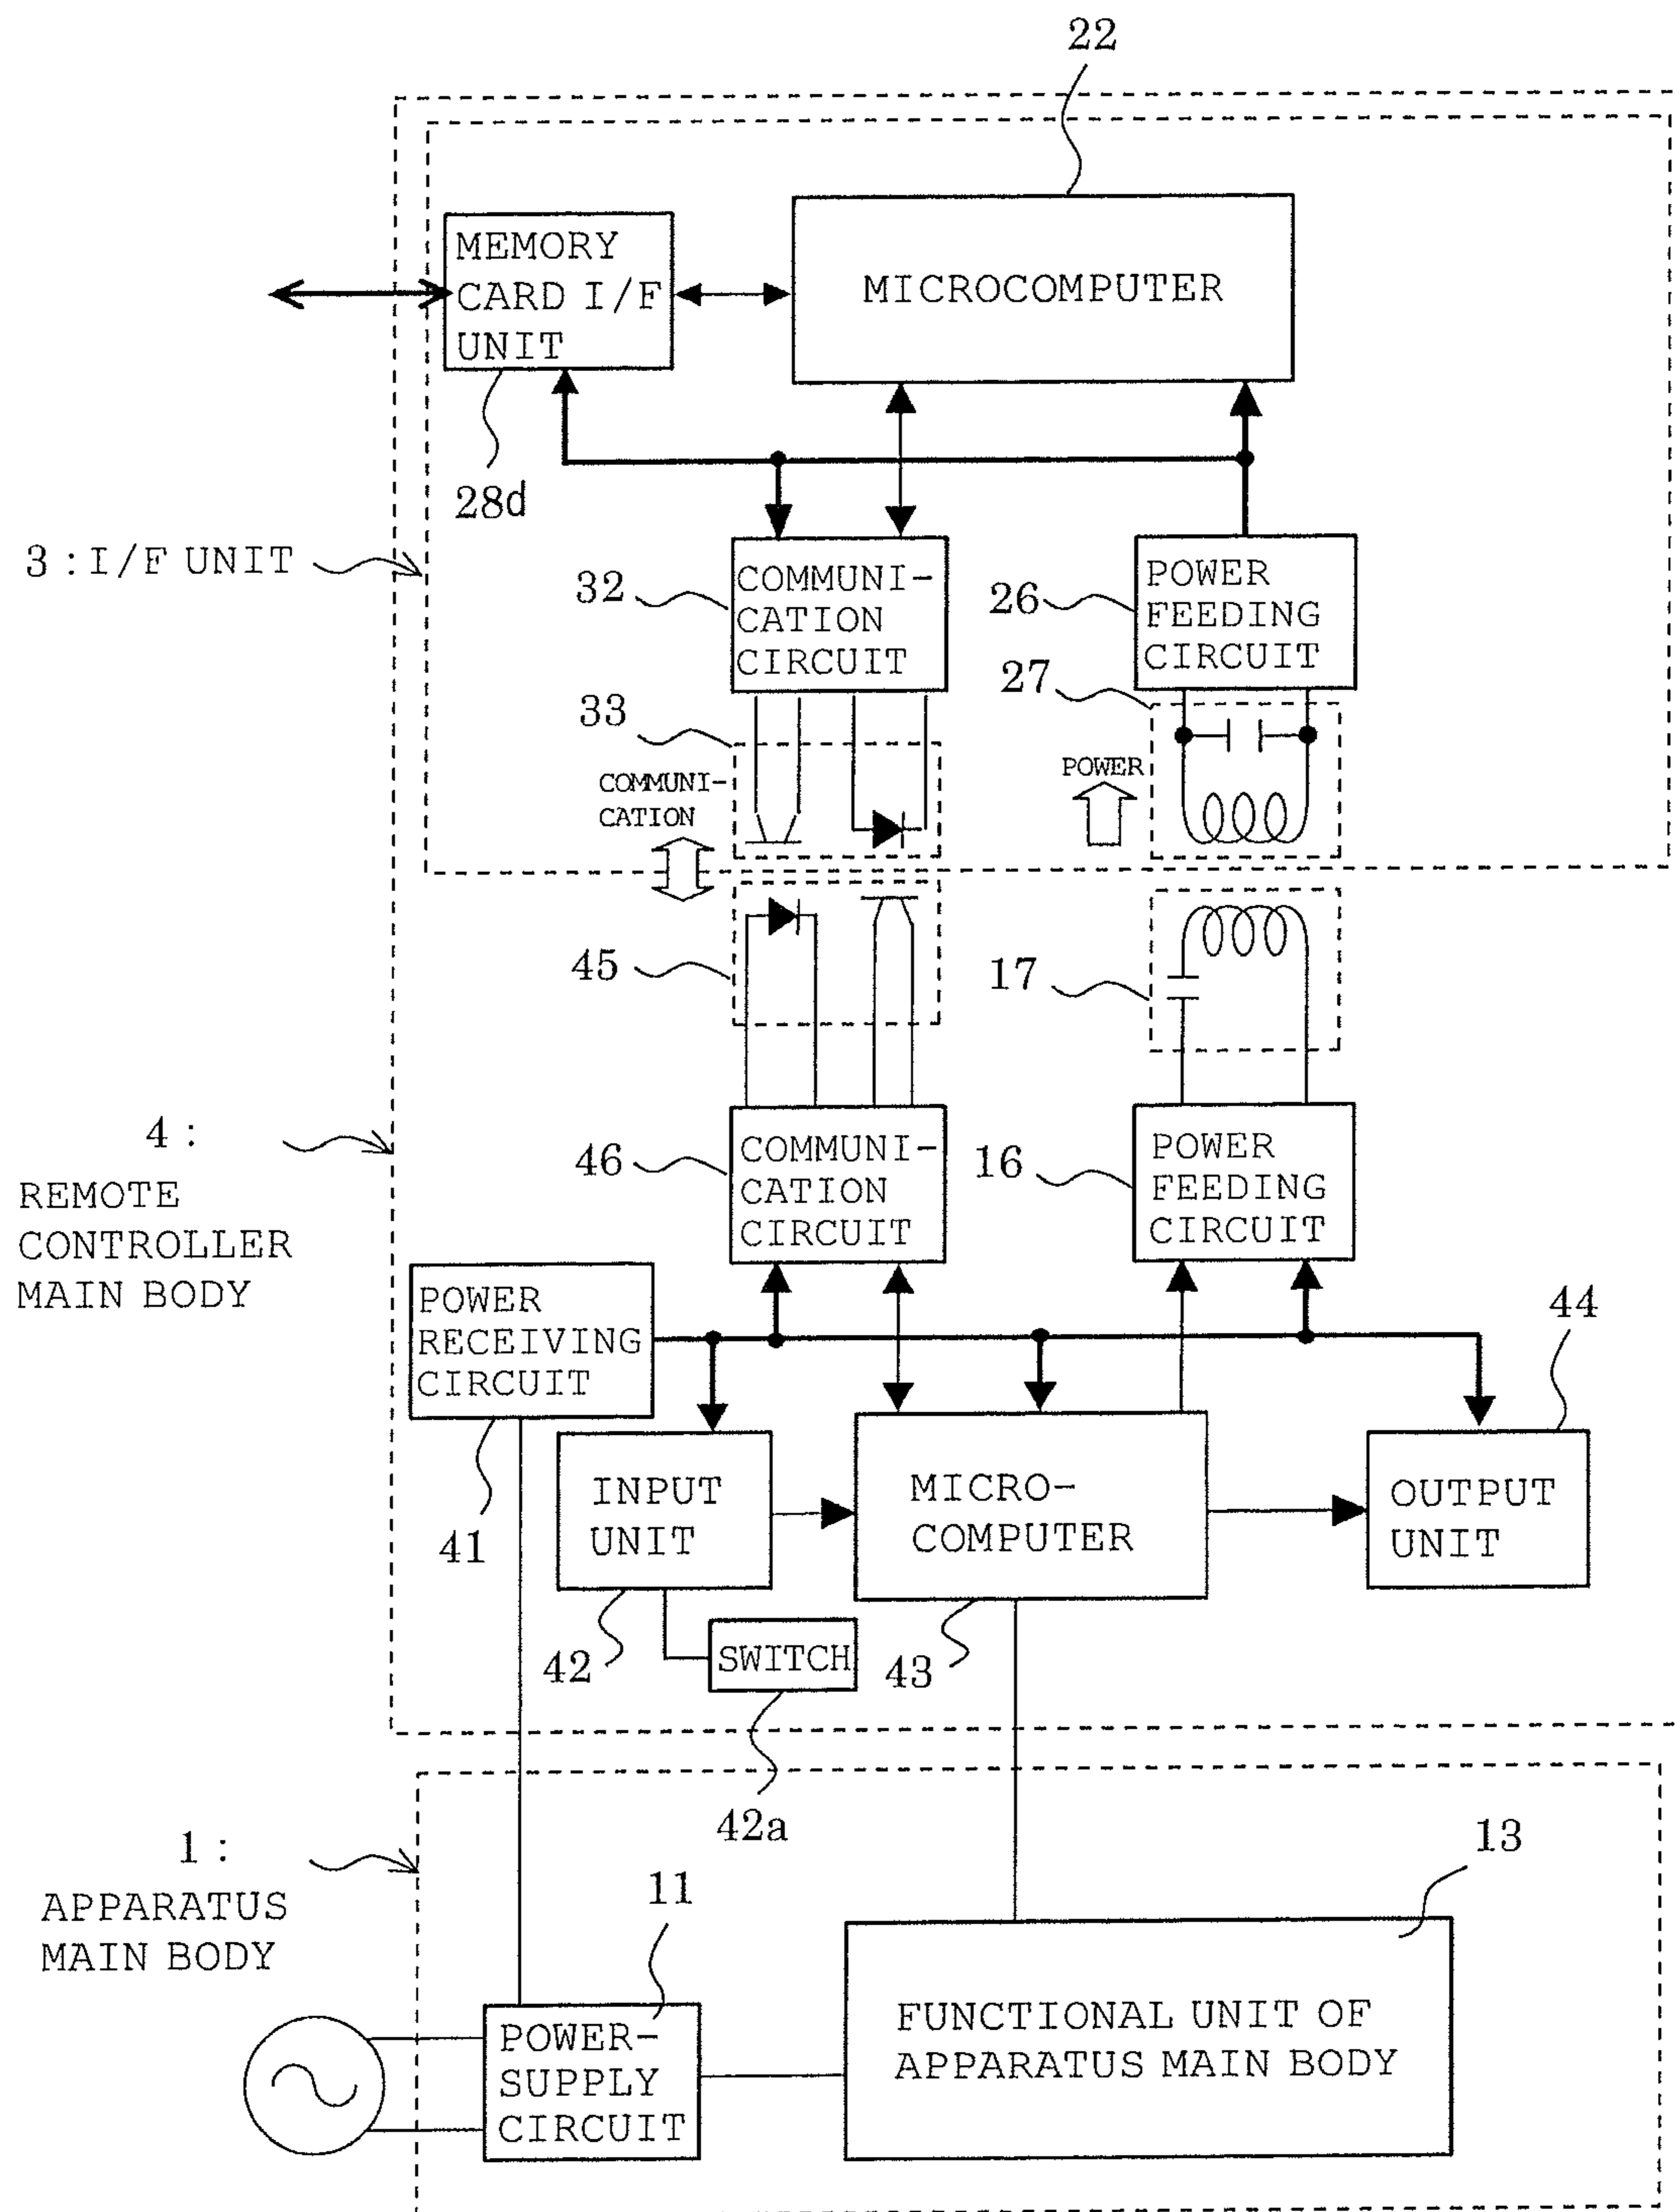 22
MEMORY
CARD I/F
UNIT
MICROCOMPUTER
28d
3 : I/F UNIT
32
COMMUNI-
CATION
CIRCUIT
26
POWER
FEEDING
CIRCUIT
33
27
COMMUNI-
CATION
POWER
45
17
4 :
REMOTE
CONTROLLER
MAIN BODY
46
COMMUNI-
CATION
CIRCUIT
16
POWER
FEEDING
CIRCUIT
POWER
RECEIVING
CIRCUIT
44
41
INPUT
UNIT
MICRO-
COMPUTER
OUTPUT
UNIT
42
SWITCH
43
42a
1 :
APPARATUS
MAIN BODY
11
13
POWER-
SUPPLY
CIRCUIT
FUNCTIONAL UNIT OF
APPARATUS MAIN BODY